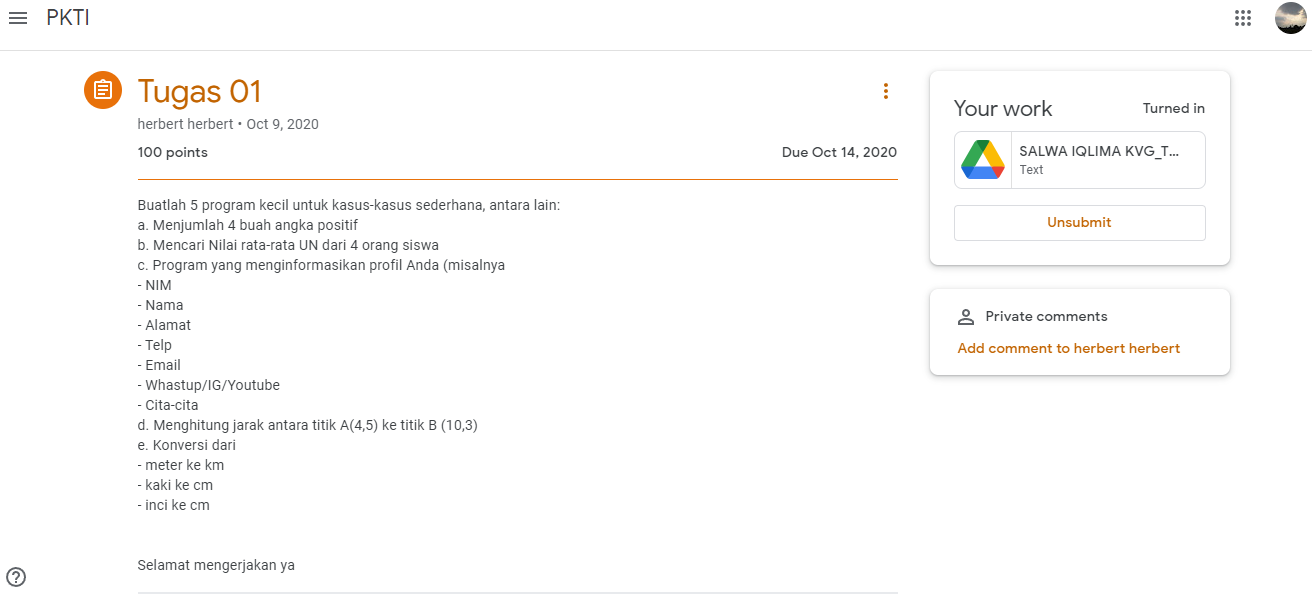 PKTI
Tugas 01
herbert herbert • Oct 9, 2020
100 points
Due Oct 14, 2020
Buatlah 5 program kecil untuk kasus-kasus sederhana, antara lain:
a. Menjumlah 4 buah angka positif
b. Mencari Nilai rata-rata UN dari 4 orang siswa
c. Program yang menginformasikan profil Anda (misalnya
- NIM
- Nama
- Alamat
- Telp
- Email
- Whastup/IG/Youtube
- Cita-cita
d. Menghitung jarak antara titik A(4,5) ke titik B (10,3)
e. Konversi dari
- meter ke km
- kaki ke cm
- inci ke cm
Selamat mengerjakan ya
Your work
Turned in
SALWA IQLIMA KVG_T...
Text
Unsubmit
Private comments
Add comment to herbert herbert